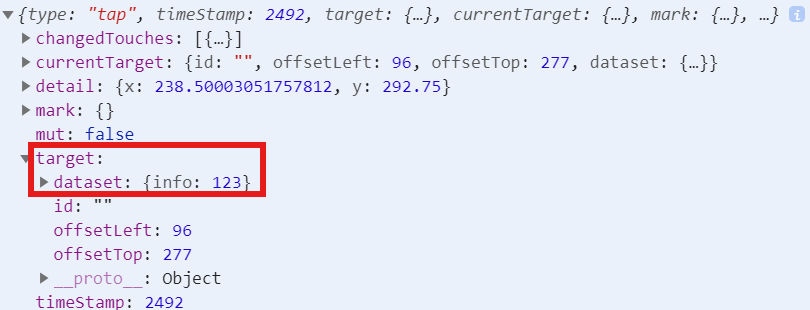 {type: "tap", timeStamp: 2492, target: {…}, currentTarget: {…}, mark: {…}, …} i
changedTouches: [{…}]
currentTarget: {id: "", offsetLeft: 96, offsetTop: 277, dataset: {…}}
detail: {x: 238.50003051757812, y: 292.75}
mark: {}
mut: false
target:
dataset: {info: 123}
id: ""
offsetLeft: 96
offsetTop: 277
__proto__: Object
timeStamp: 2492